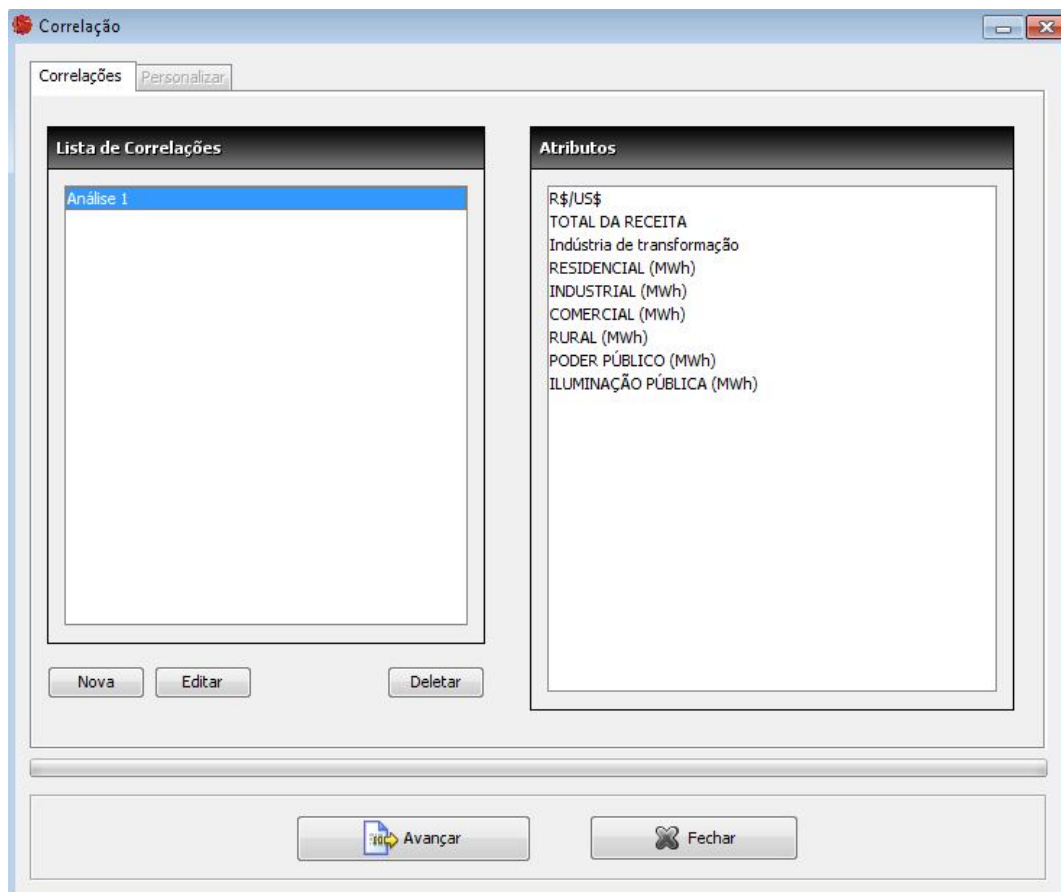 Correlação
Correlações
Personalizar
Lista de Correlações
Análise 1
Nova
Editar
Deletar
Atributos
R$/US$
TOTAL DA RECEITA
Indústria de transformação
RESIDENCIAL (MWh)
INDUSTRIAL (MWh)
COMERCIAL (MWh)
RURAL (MWh)
PODER PÚBLICO (MWh)
ILUMINAÇÃO PÚBLICA (MWh)
Avançar
Fechar